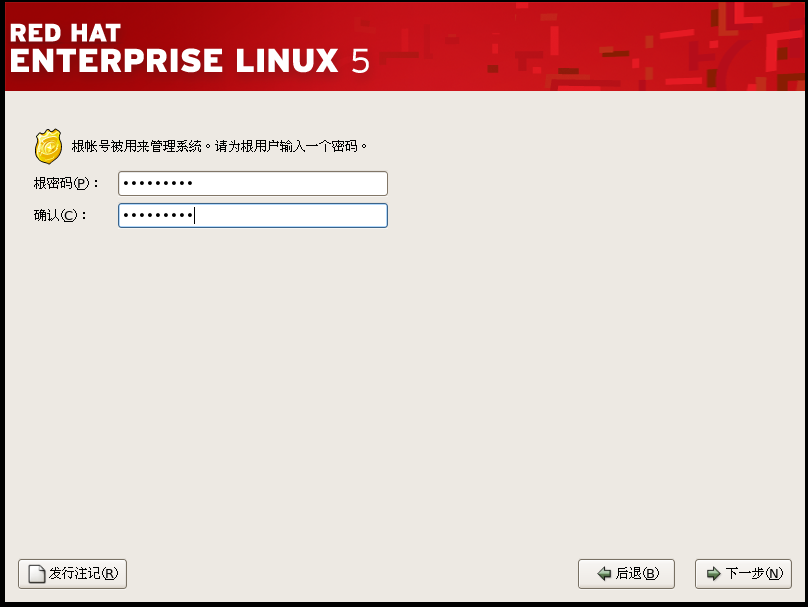 RED HAT
ENTERPRISE LINUX 5
根帐号被用来管理系统。请为根用户输入一个密码。
根密码(P)：
•••••••••
确认(C)：
•••••••••
发行注记(R)
后退(B)
下一步(N)